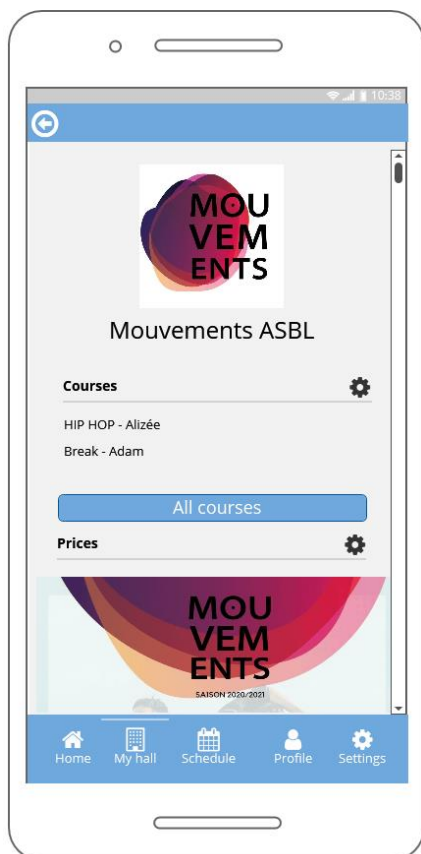 10:38
MOU
VEM
ENTS
Mouvements ASBL
Courses
HIP HOP - Alizée
Break - Adam
All courses
Prices
MOU
VEM
ENTS
SAISON 2020/2021
Home
My hall
Schedule
Profile
Settings